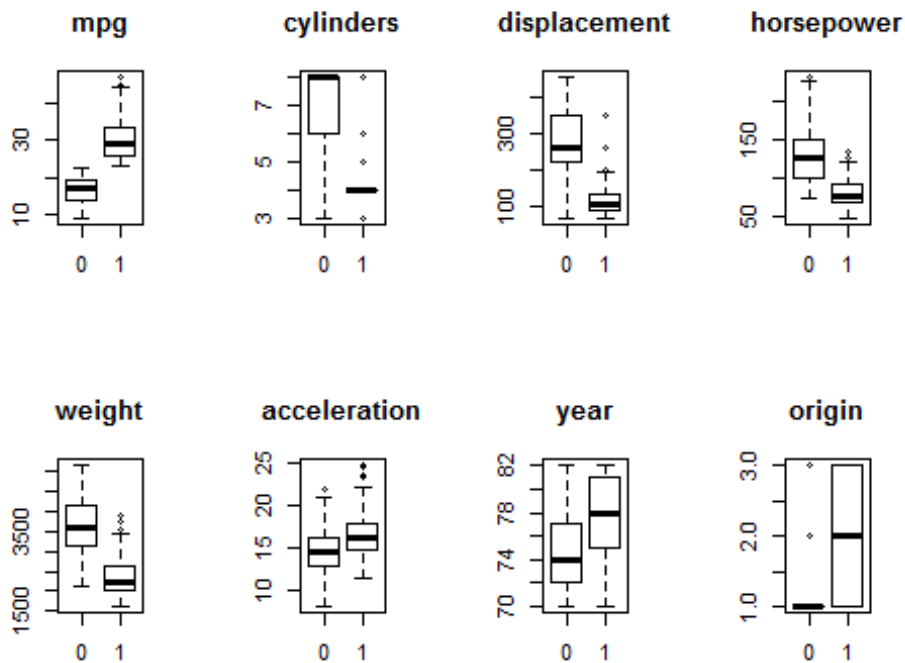 mpg cylinders displacement horsepower
10 30
3 5 7
100 300
50 150
0 1 0 1 0 1 0 1
weight acceleration year origin
1500 3500
10 15 20 25
70 74 78 82
1.0 2.0 3.0
0 1 0 1 0 1 0 1